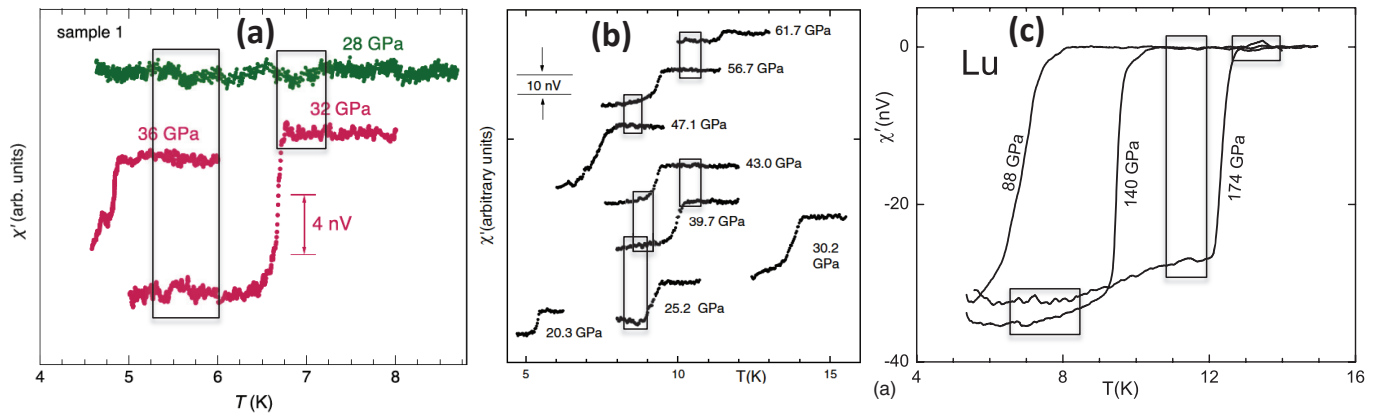 sample 1
(a)
28 GPa
32 GPa
36 GPa
4 nV
χ′(arb. units)
4
5
6
7
8
T (K)
(b)
61.7 GPa
56.7 GPa
10 nV
47.1 GPa
43.0 GPa
39.7 GPa
30.2
GPa
25.2 GPa
20.3 GPa
χ′(arbitrary units)
5
10
15
T(K)
(a)
(c)
Lu
88 GPa
140 GPa
174 GPa
χ′(nV)
0
-20
-40
4
8
12
16
T(K)